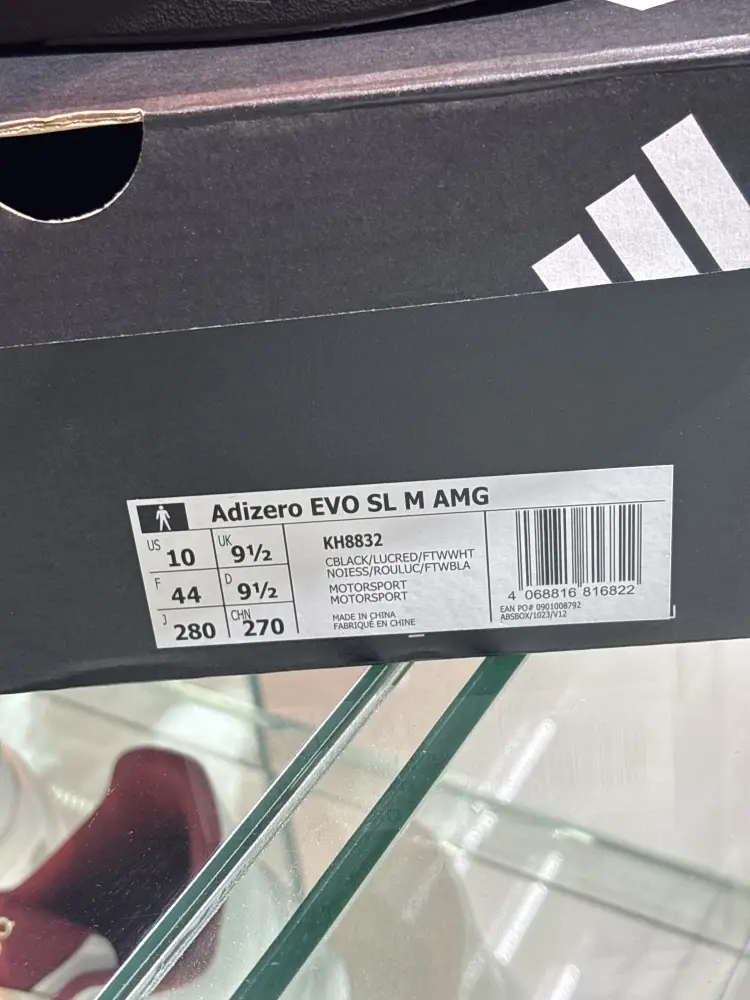 Adizero EVO SL M AMG
US 10 UK 9½
F 44 D 9½
J 280 CHN 270
KH8832
CBLACK/LUCRED/FTWWHT
NOIESS/ROULUC/FTWBLA
MOTORSPORT
MOTORSPORT
MADE IN CHINA
FABRIQUÉ EN CHINE
4 068816 816822
EAN PO# 0901008792
ABSBOX/1023/V12